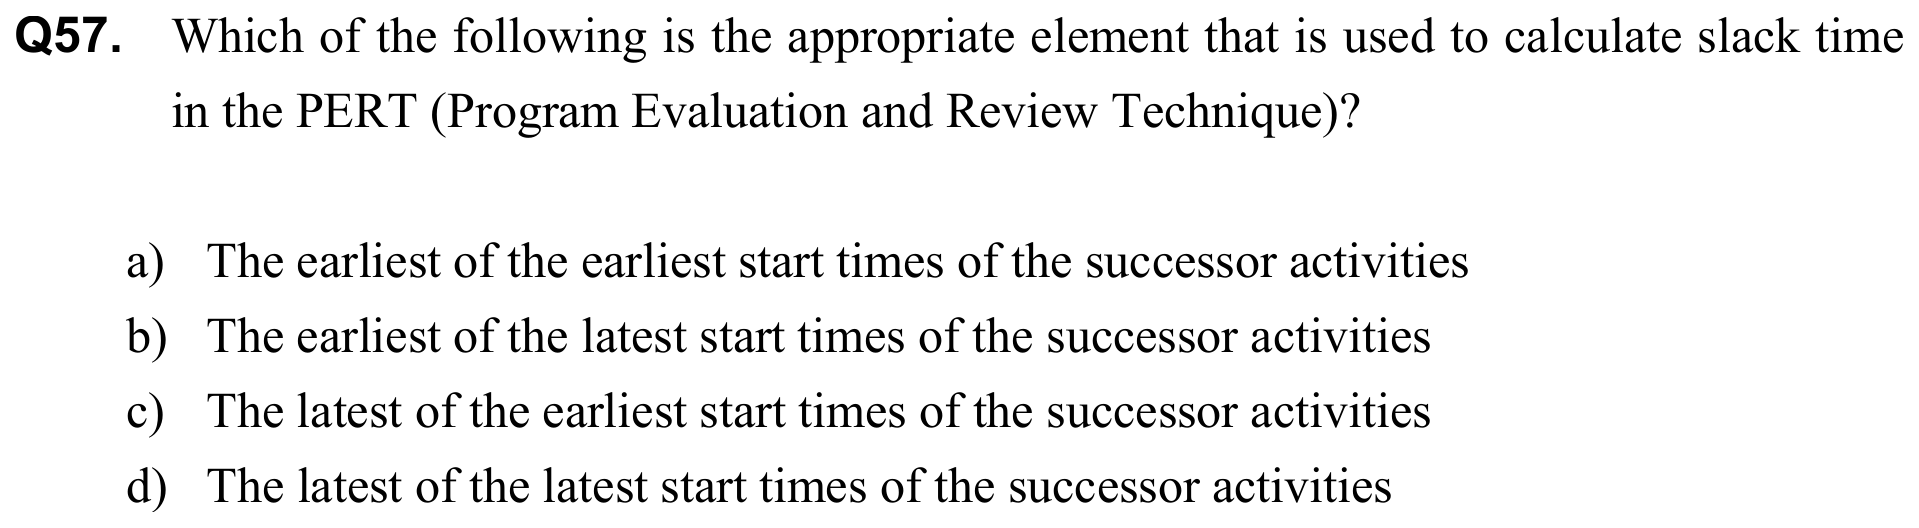 Q57. Which of the following is the appropriate element that is used to calculate slack time
in the PERT (Program Evaluation and Review Technique)?
a) The earliest of the earliest start times of the successor activities
b) The earliest of the latest start times of the successor activities
c) The latest of the earliest start times of the successor activities
d) The latest of the latest start times of the successor activities